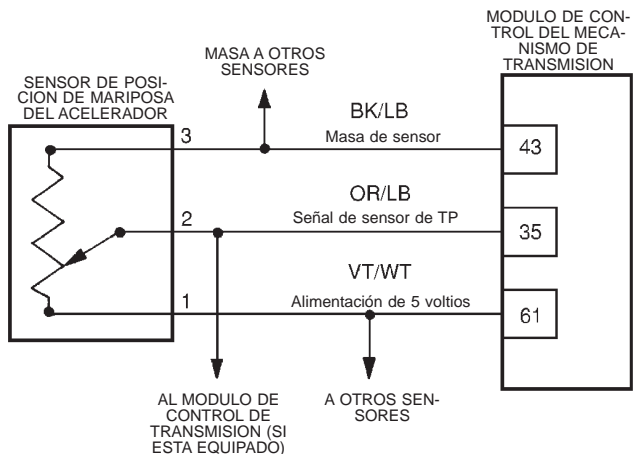 MODULO DE CON-
TROL DEL MECA-
NISMO DE
TRANSMISION
MASA A OTROS
SENSORES
SENSOR DE POSI-
CION DE MARIPOSA
DEL ACELERADOR
3
BK/LB
Masa de sensor
43
2
OR/LB
Señal de sensor de TP
35
1
VT/WT
Alimentación de 5 voltios
61
AL MODULO DE
CONTROL DE
TRANSMISION (SI
ESTA EQUIPADO)
A OTROS SEN-
SORES